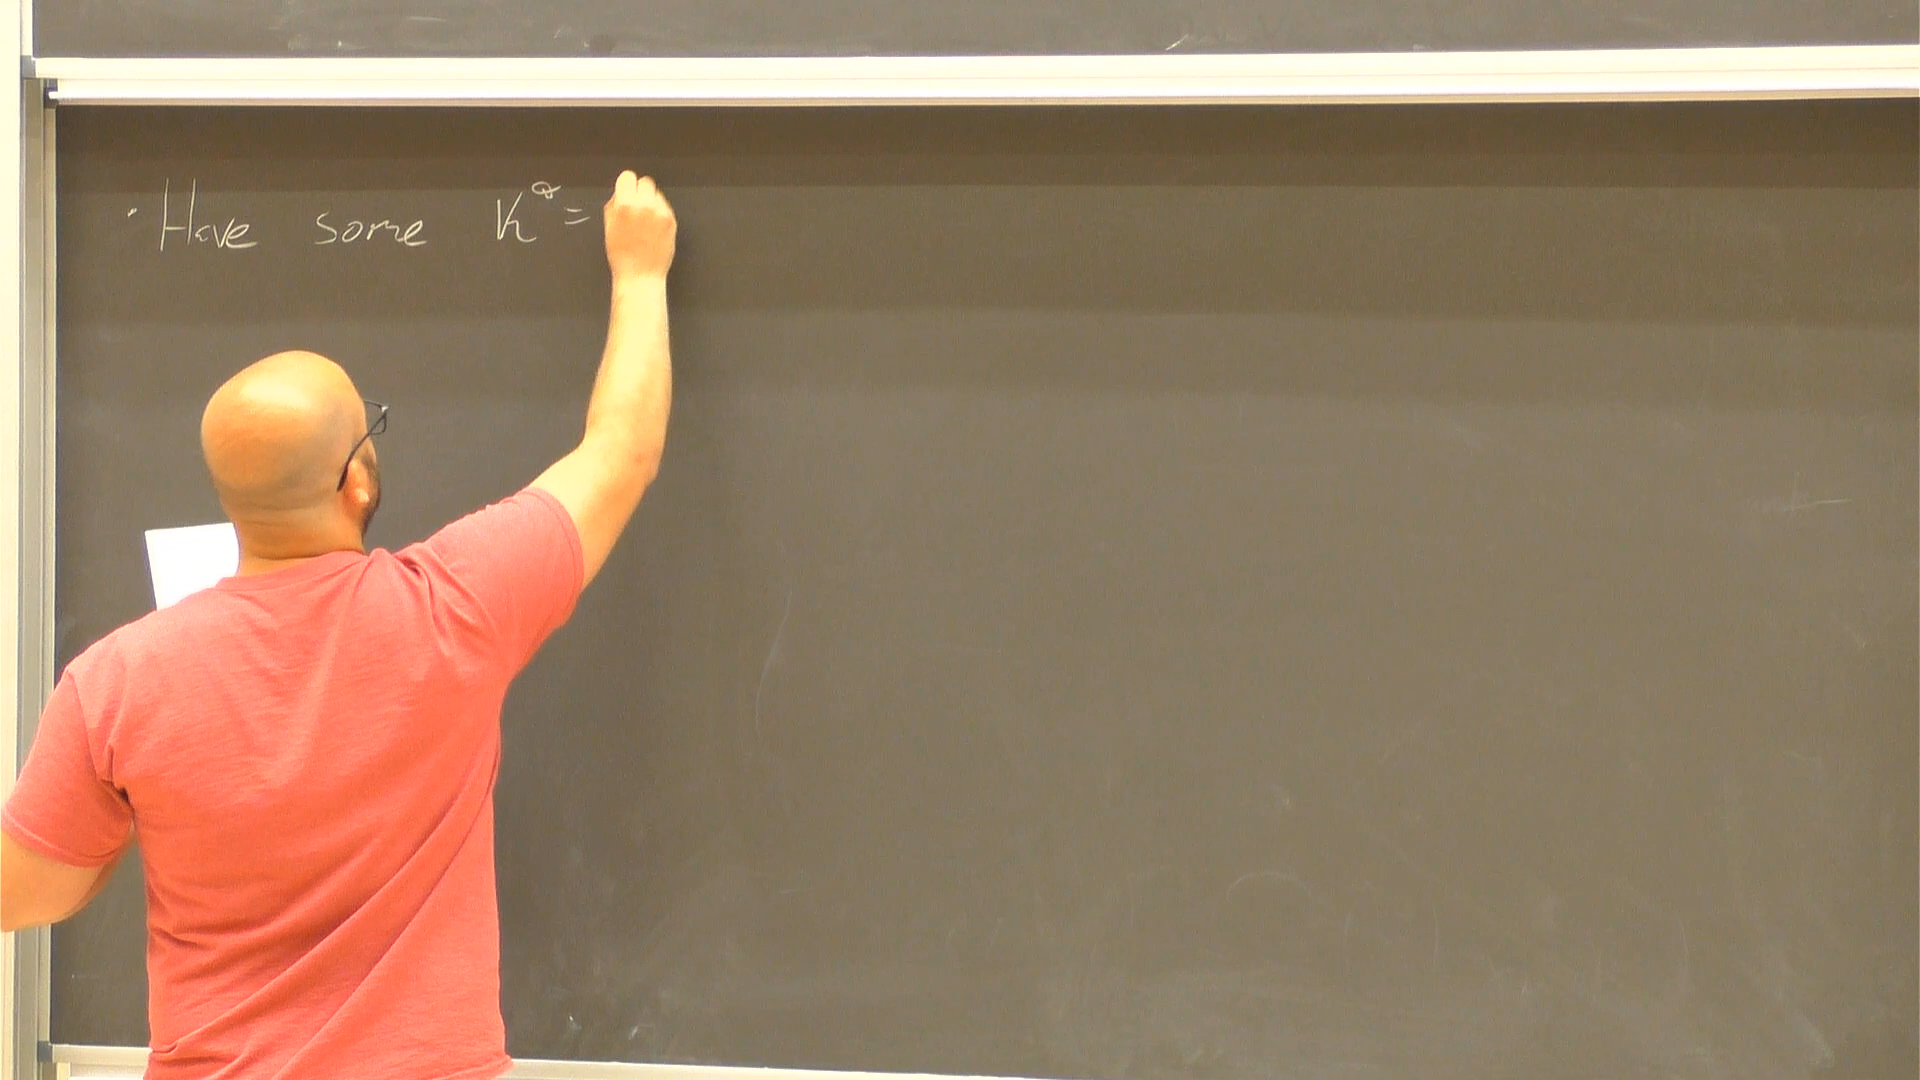 · Have some K^Q =